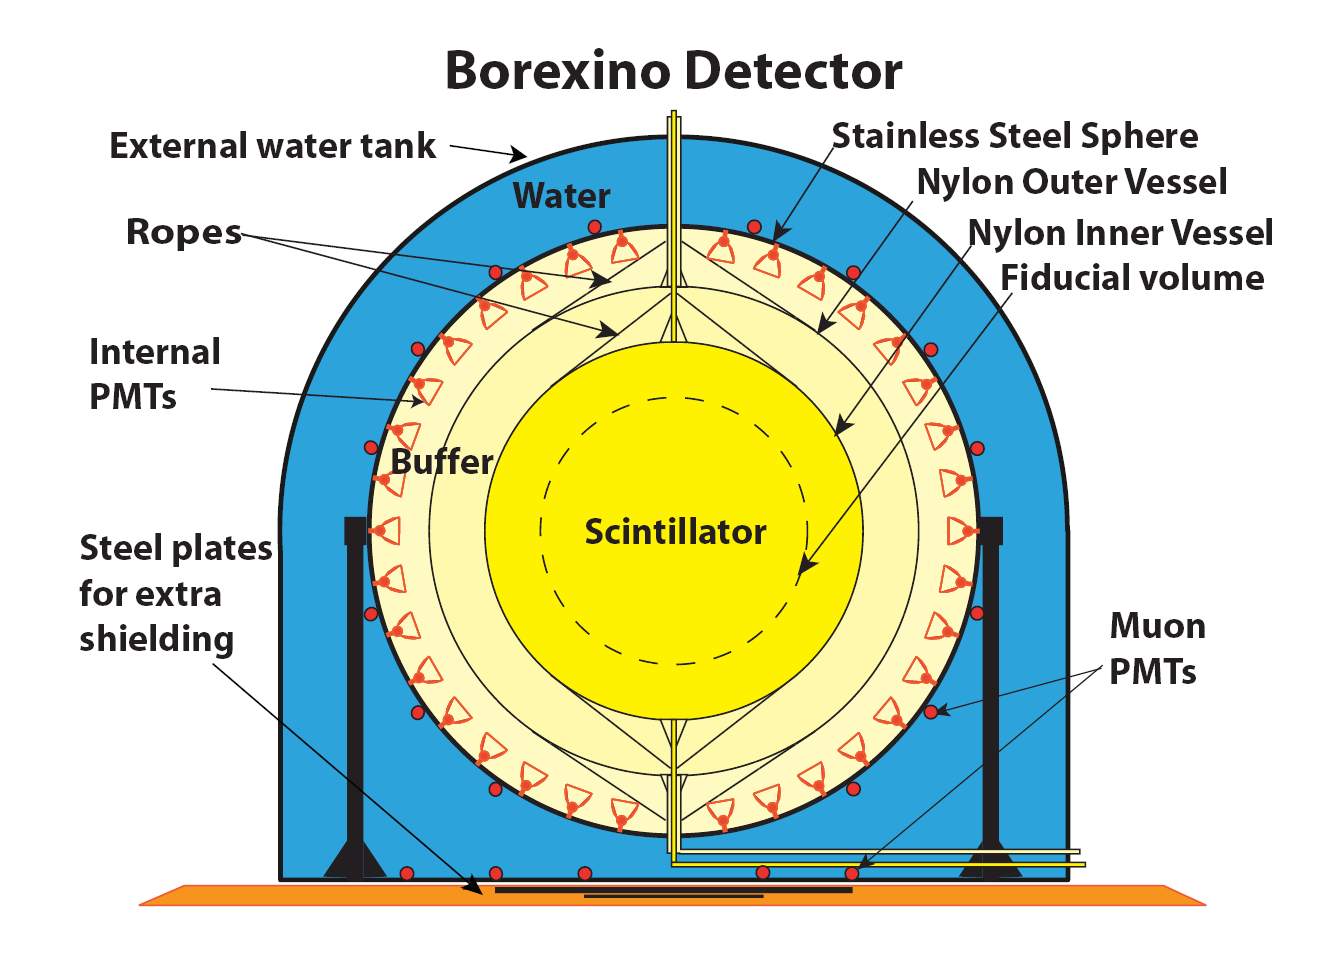 Borexino Detector
External water tank
Stainless Steel Sphere
Nylon Outer Vessel
Water
Ropes
Nylon Inner Vessel
Fiducial volume
Internal
PMTs
Buffer
Scintillator
Steel plates
for extra
shielding
Muon
PMTs